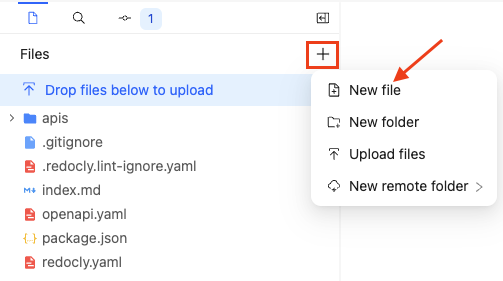 1
Files
Drop files below to upload
New file
New folder
Upload files
New remote folder
apis
.gitignore
.redocly.lint-ignore.yaml
index.md
openapi.yaml
package.json
redocly.yaml